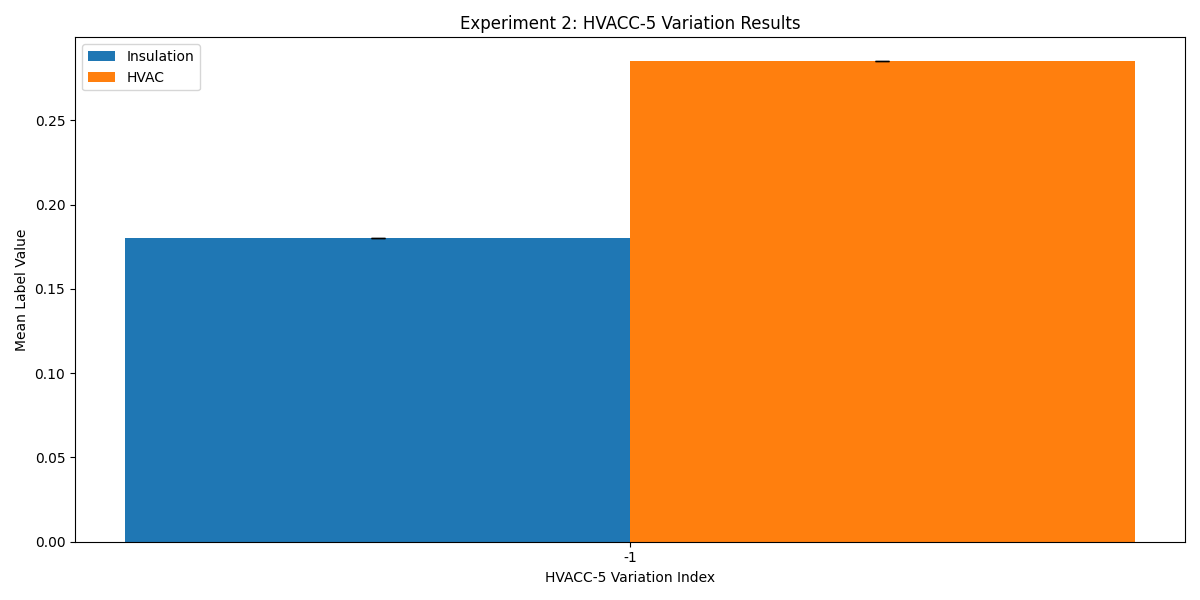 Experiment 2: HVACC-5 Variation Results
Insulation
HVAC
0.25
0.20
0.15
0.10
0.05
0.00
Mean Label Value
-1
HVACC-5 Variation Index